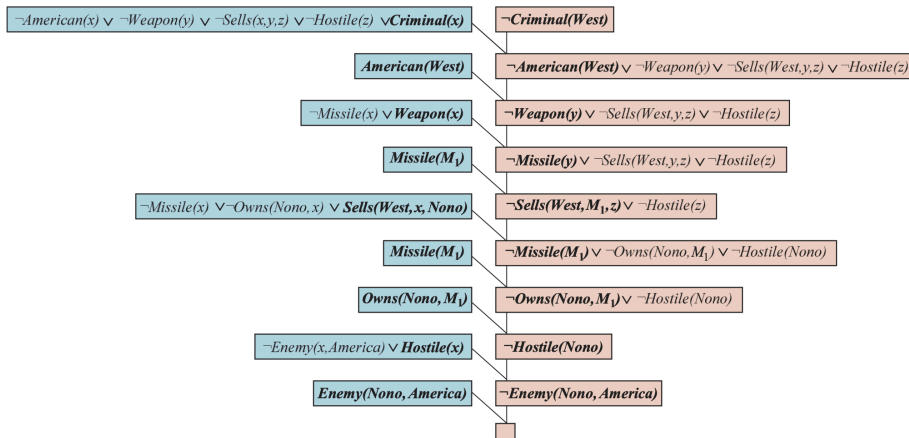 ¬American(x) ∨ ¬Weapon(y) ∨ ¬Sells(x,y,z) ∨ ¬Hostile(z) ∨ Criminal(x) ¬Criminal(West)
American(West) ¬American(West) ∨ ¬Weapon(y) ∨ ¬Sells(West,y,z) ∨ ¬Hostile(z)
¬Missile(x) ∨ Weapon(x) ¬Weapon(y) ∨ ¬Sells(West,y,z) ∨ ¬Hostile(z)
Missile(M₁) ¬Missile(y) ∨ ¬Sells(West,y,z) ∨ ¬Hostile(z)
¬Missile(x) ∨ ¬Owns(Nono,x) ∨ Sells(West,x,Nono) ¬Sells(West,M₁,z) ∨ ¬Hostile(z)
Missile(M₁) ¬Missile(M₁) ∨ ¬Owns(Nono,M₁) ∨ ¬Hostile(Nono)
Owns(Nono,M₁) ¬Owns(Nono,M₁) ∨ ¬Hostile(Nono)
¬Enemy(x,America) ∨ Hostile(x) ¬Hostile(Nono)
Enemy(Nono,America) ¬Enemy(Nono,America)